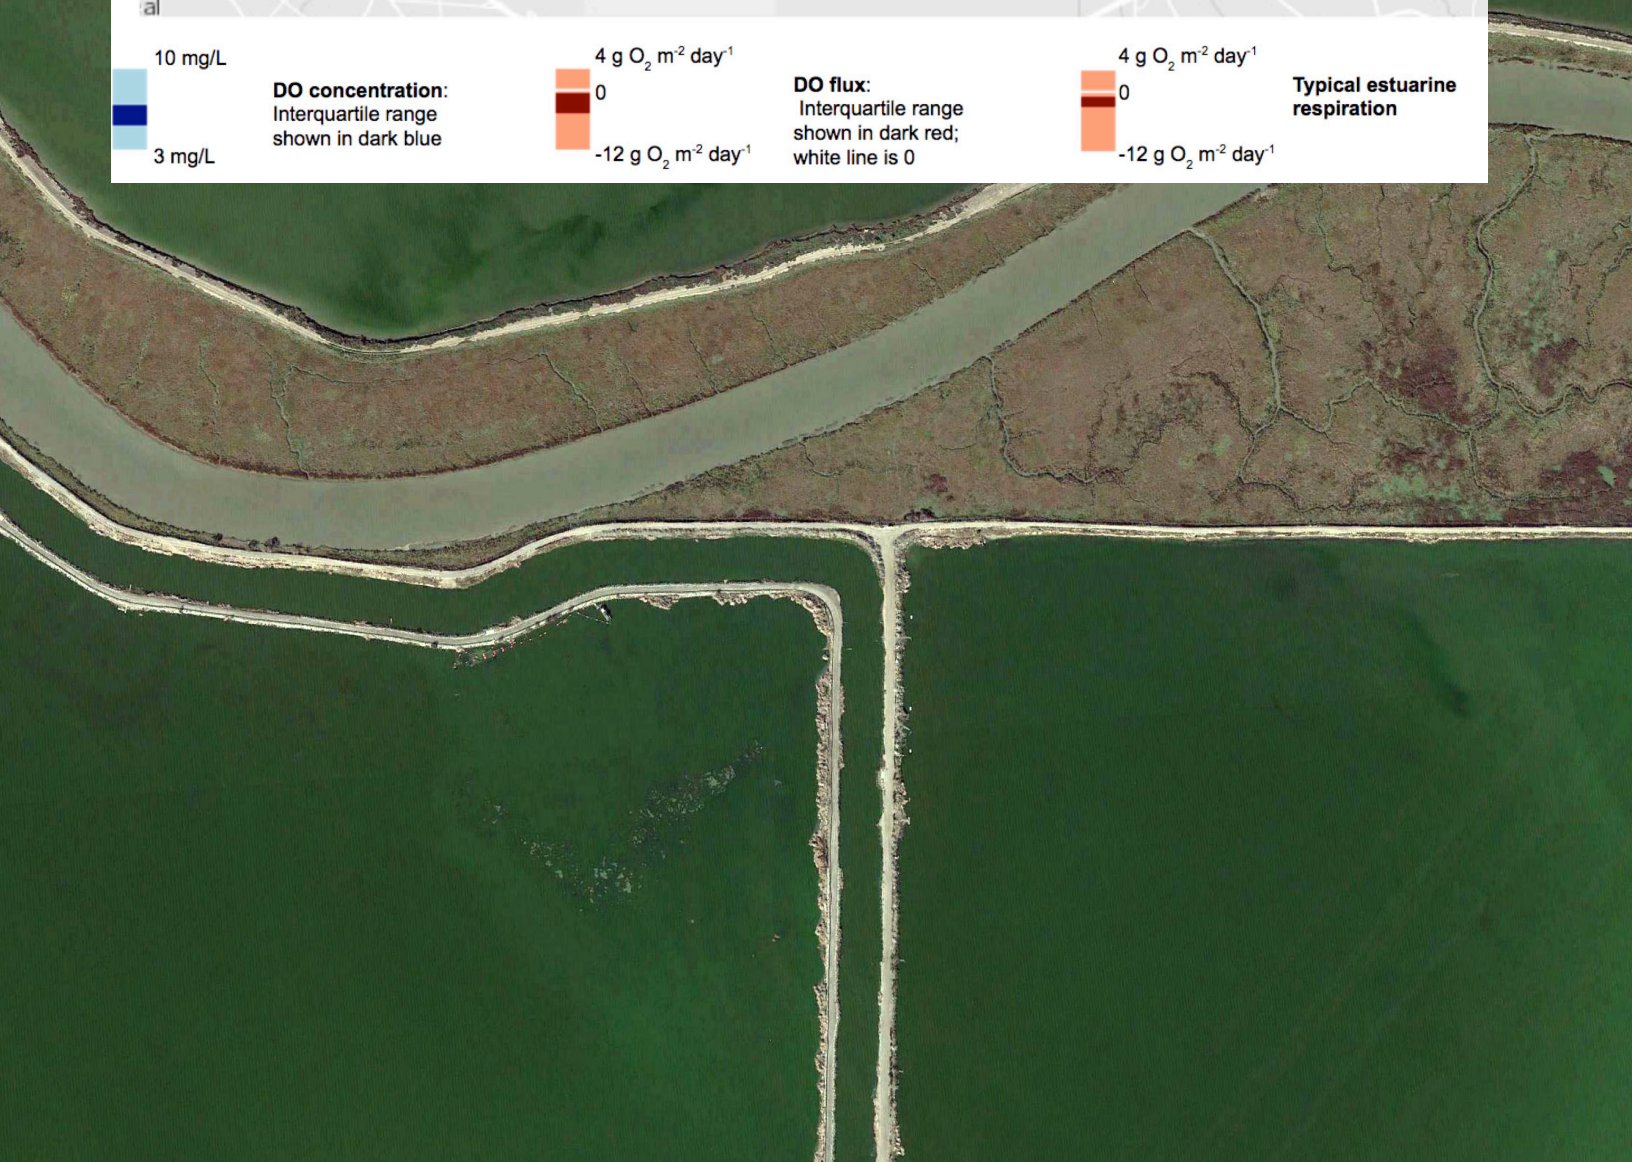 al
10 mg/L
DO concentration:
Interquartile range
shown in dark blue
3 mg/L
4 g O₂ m⁻² day⁻¹
0
-12 g O₂ m⁻² day⁻¹
DO flux:
Interquartile range
shown in dark red;
white line is 0
4 g O₂ m⁻² day⁻¹
0
-12 g O₂ m⁻² day⁻¹
Typical estuarine
respiration